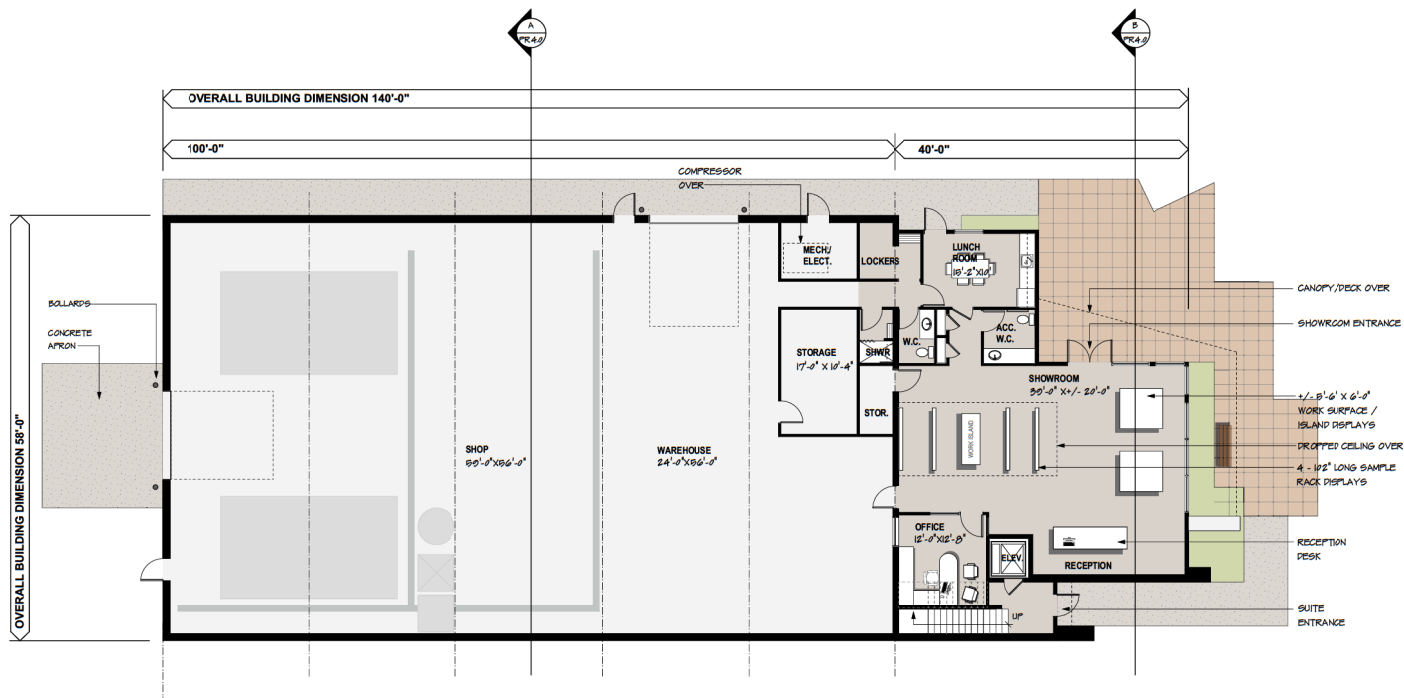 A
PR4.0
B
PR4.0
OVERALL BUILDING DIMENSION 140'-0"
100'-0"
40'-0"
COMPRESSOR
OVER
MECH./
ELECT.
LOCKERS
LUNCH
ROOM
15'-2"X10'
BOLLARDS
CONCRETE
APRON
CANOPY/DECK OVER
SHOWROOM ENTRANCE
W.C.
ACC.
W.C.
STORAGE
17'-0" X 10'-4"
SHWR
STOR.
SHOWROOM
39'-0" X +/- 20'-0"
+/- 5'-6' X 6'-0"
WORK SURFACE /
ISLAND DISPLAYS
WORK ISLAND
DROPPED CEILING OVER
4 - 102" LONG SAMPLE
RACK DISPLAYS
SHOP
55'-0"X56'-0"
WAREHOUSE
24'-0"X56'-0"
OFFICE
12'-0"X12'-8"
ELEV.
RECEPTION
RECEPTION
DESK
UP
SUITE
ENTRANCE
OVERALL BUILDING DIMENSION 58'-0"